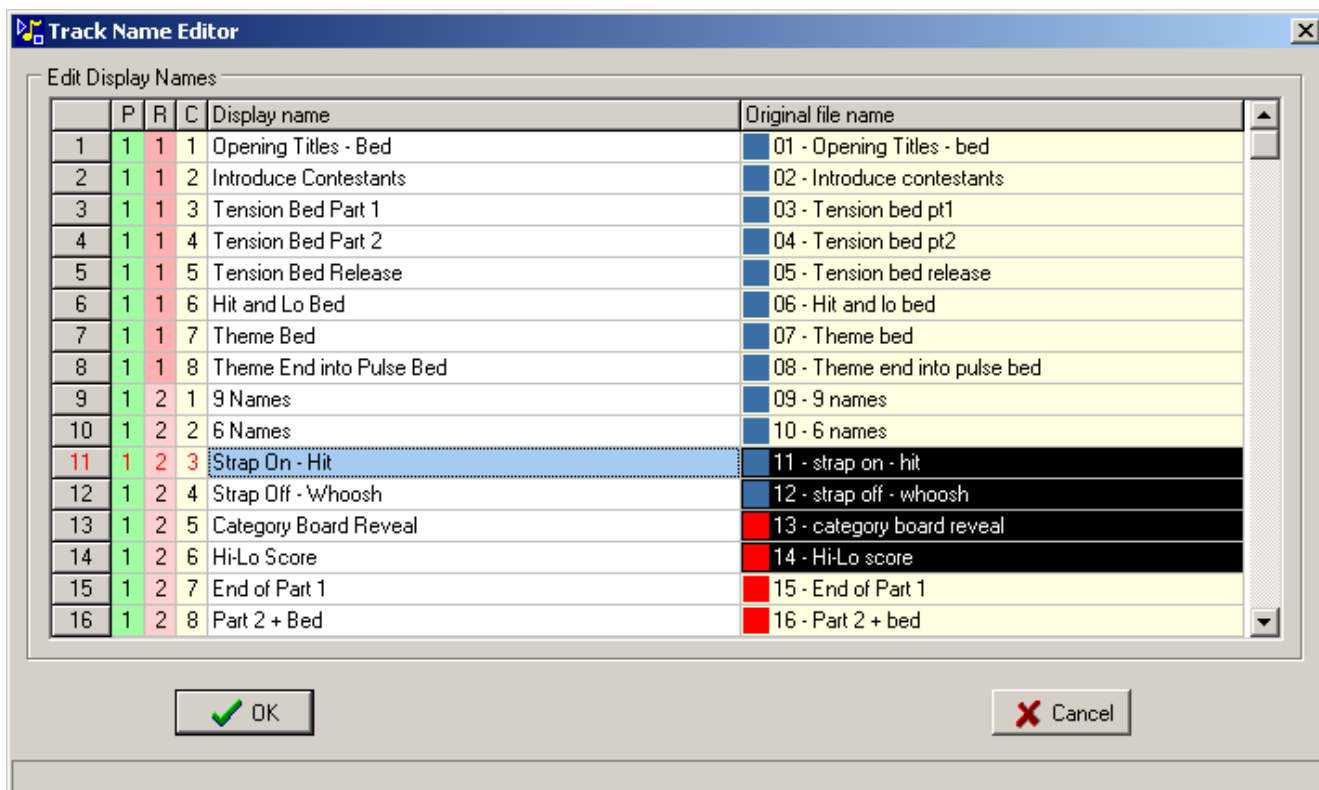 Track Name Editor
Edit Display Names
P R C Display name Original file name
1 1 1 1 Opening Titles - Bed 01 - Opening Titles - bed
2 1 1 2 Introduce Contestants 02 - Introduce contestants
3 1 1 3 Tension Bed Part 1 03 - Tension bed pt1
4 1 1 4 Tension Bed Part 2 04 - Tension bed pt2
5 1 1 5 Tension Bed Release 05 - Tension bed release
6 1 1 6 Hit and Lo Bed 06 - Hit and lo bed
7 1 1 7 Theme Bed 07 - Theme bed
8 1 1 8 Theme End into Pulse Bed 08 - Theme end into pulse bed
9 1 2 1 9 Names 09 - 9 names
10 1 2 2 6 Names 10 - 6 names
11 1 2 3 Strap On - Hit 11 - strap on - hit
12 1 2 4 Strap Off - Whoosh 12 - strap off - whoosh
13 1 2 5 Category Board Reveal 13 - category board reveal
14 1 2 6 Hi-Lo Score 14 - Hi-Lo score
15 1 2 7 End of Part 1 15 - End of Part 1
16 1 2 8 Part 2 + Bed 16 - Part 2 + bed
OK Cancel